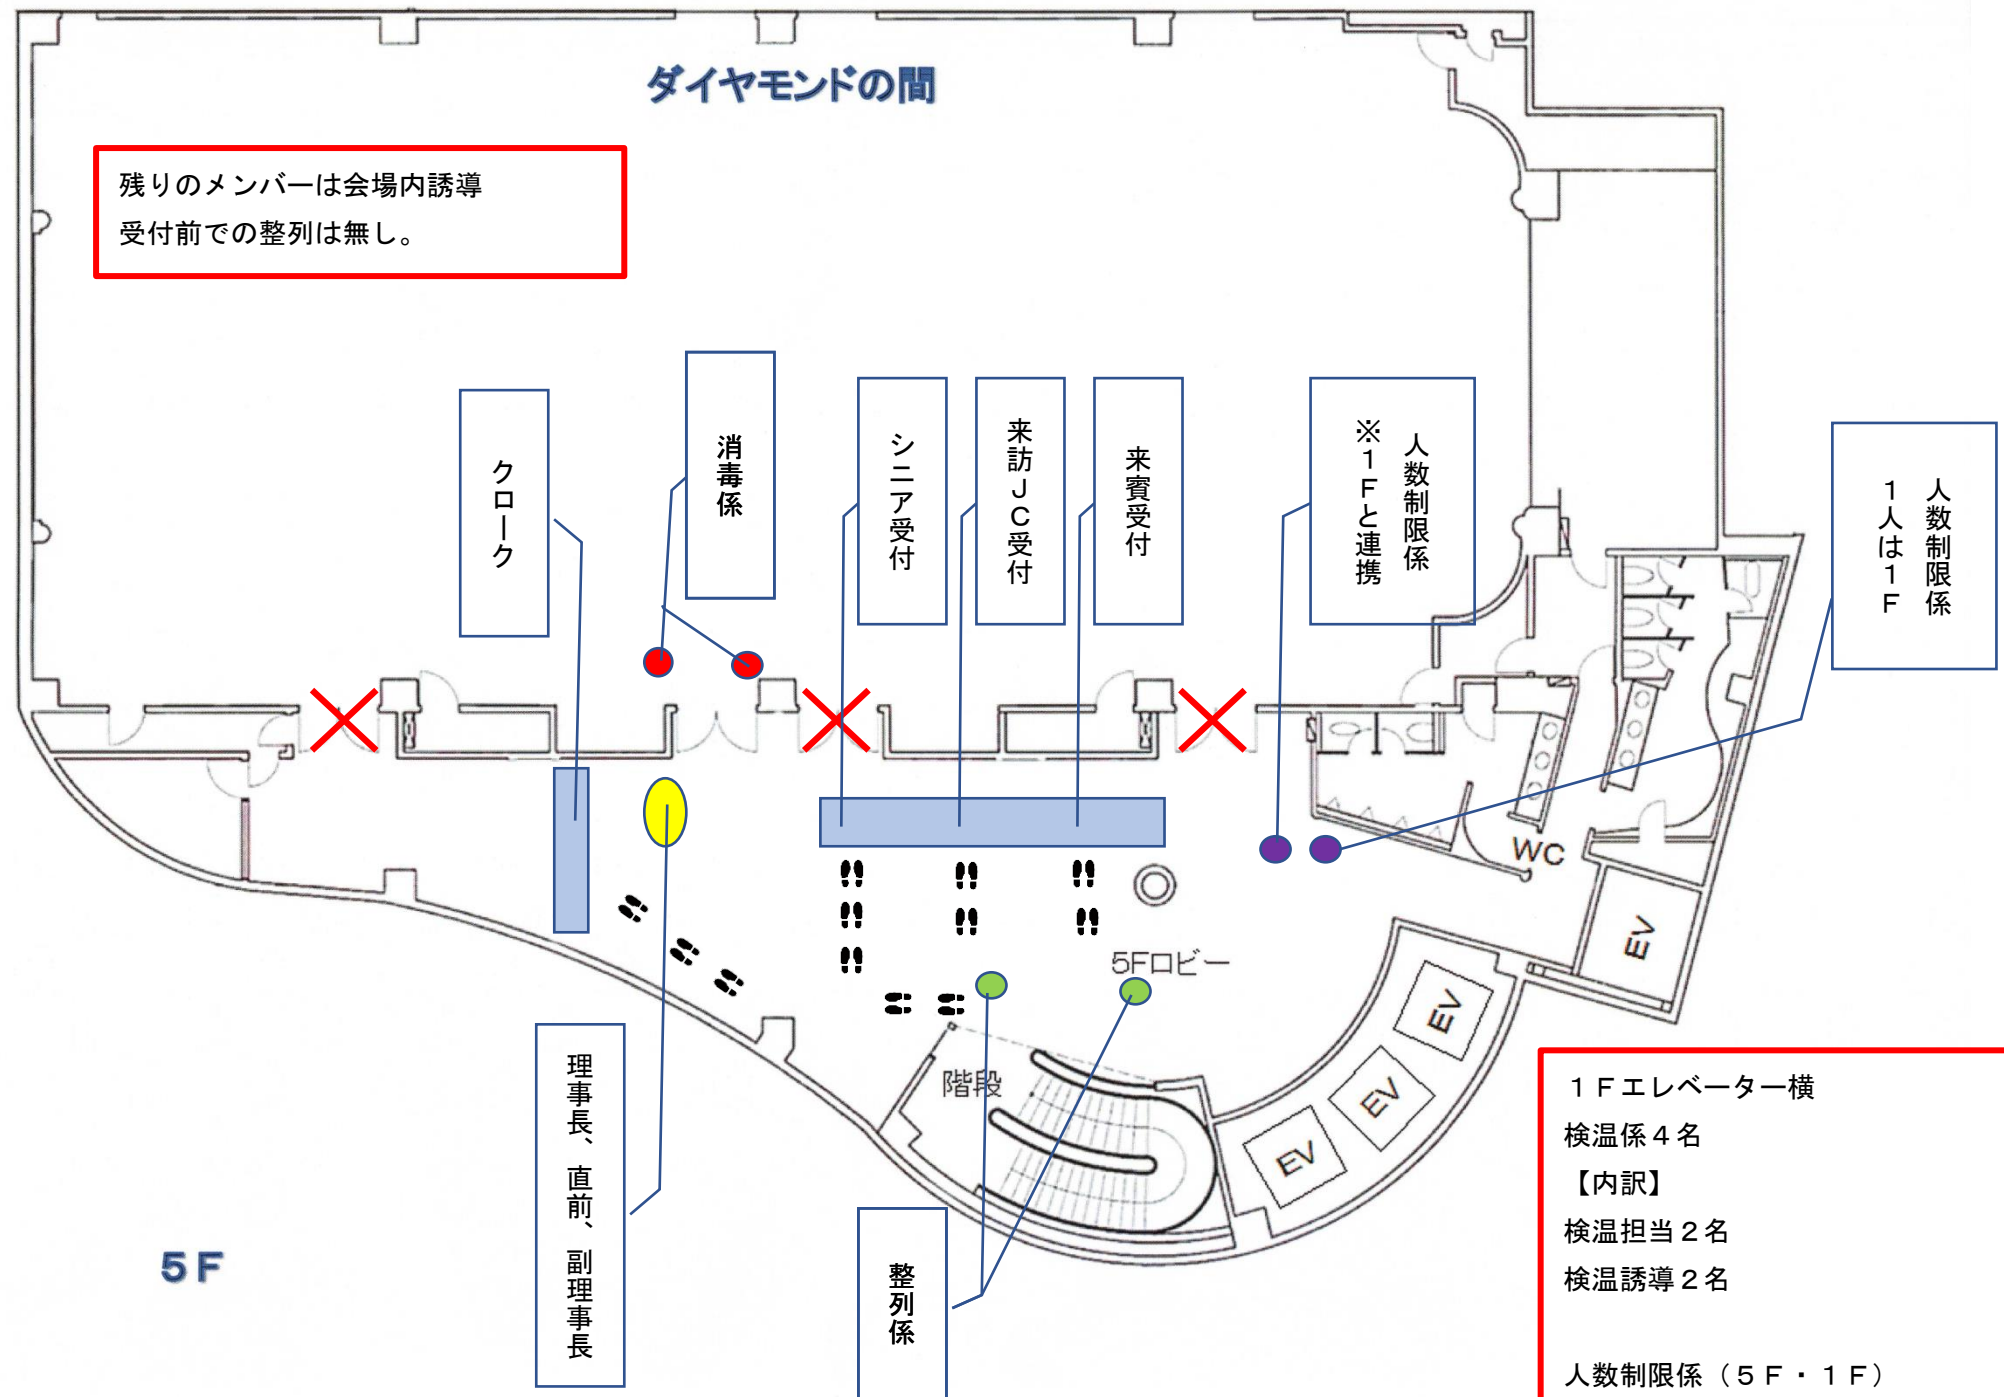 ダイヤモンドの間
残りのメンバーは会場内誘導
受付前での整列は無し。
クローク
消毒係
シニア受付
来訪ＪＣ受付
来賓受付
人数制限係
※１Ｆと連携
人数制限係
１人は１Ｆ
WC
EV
5Fロビー
EV
EV
EV
階段
理事長、直前、副理事長
整列係
５Ｆ
１Ｆエレベーター横
検温係４名
【内訳】
検温担当２名
検温誘導２名
人数制限係（５Ｆ・１Ｆ）